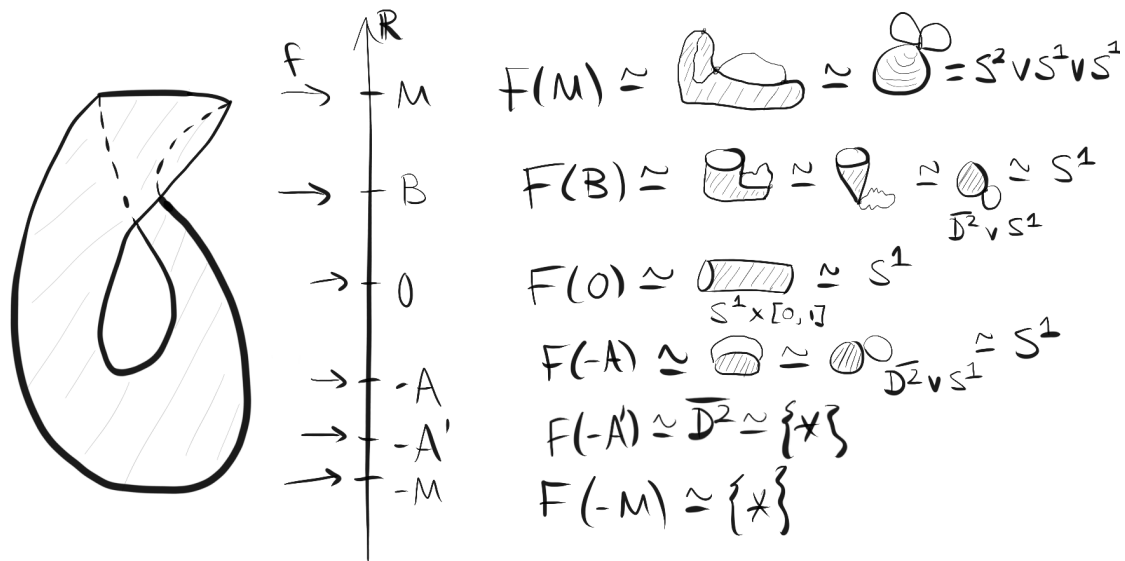 f
ℝ
M
B
0
-A
-A'
-M
F(M) ≃ ≃ = S² ∨ S¹ ∨ S¹
F(B) ≃ ≃ ≃ ≃ S¹
D̅² ∨ S¹
F(0) ≃ ≃ S¹
S¹ × [0,1]
F(-A) ≃ ≃ ≃ S¹
D̅² ∨ S¹
F(-A') ≃ D̅² ≃ {*}
F(-M) ≃ {*}